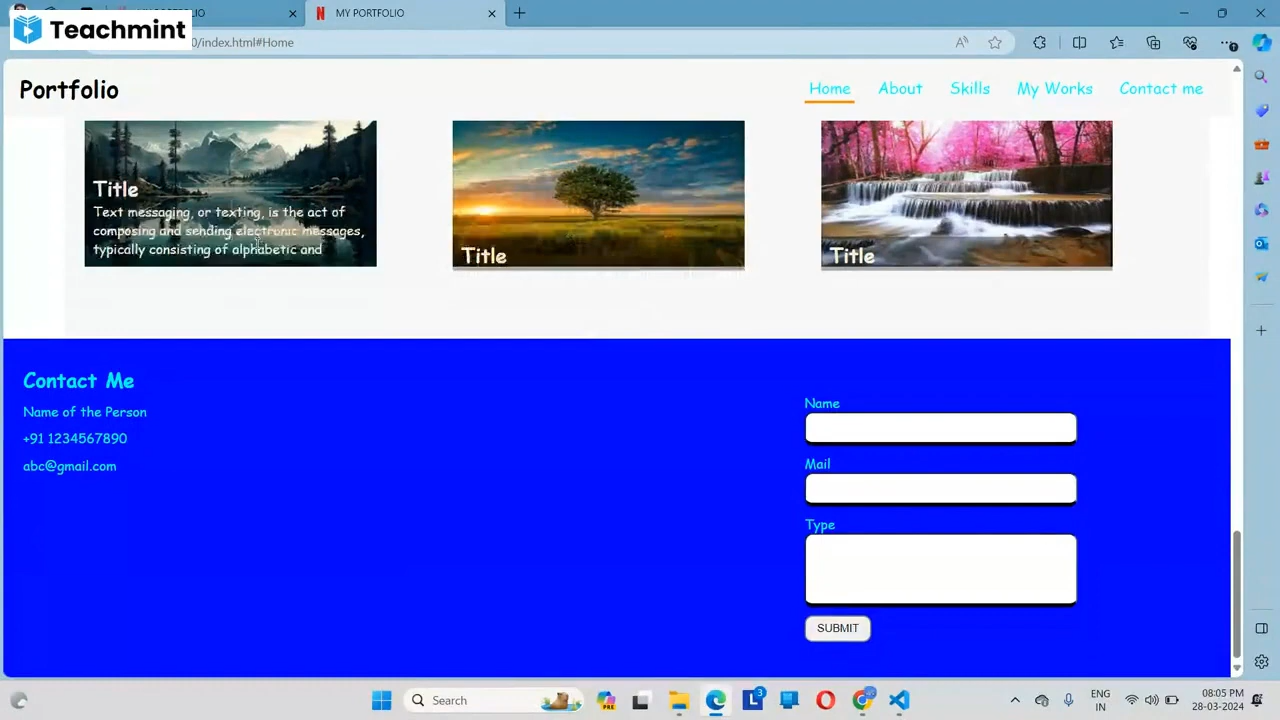 Teachmint
MY PORTFOLIO
/index.html#Home
Portfolio
Home
About
Skills
My Works
Contact me
Title
Text messaging, or texting, is the act of
composing and sending electronic messages,
typically consisting of alphabetic and
Title
Title
Contact Me
Name of the Person
+91 1234567890
abc@gmail.com
Name
Mail
Type
SUBMIT
Search
PRE
3
ENG
IN
08:05 PM
28-03-2024